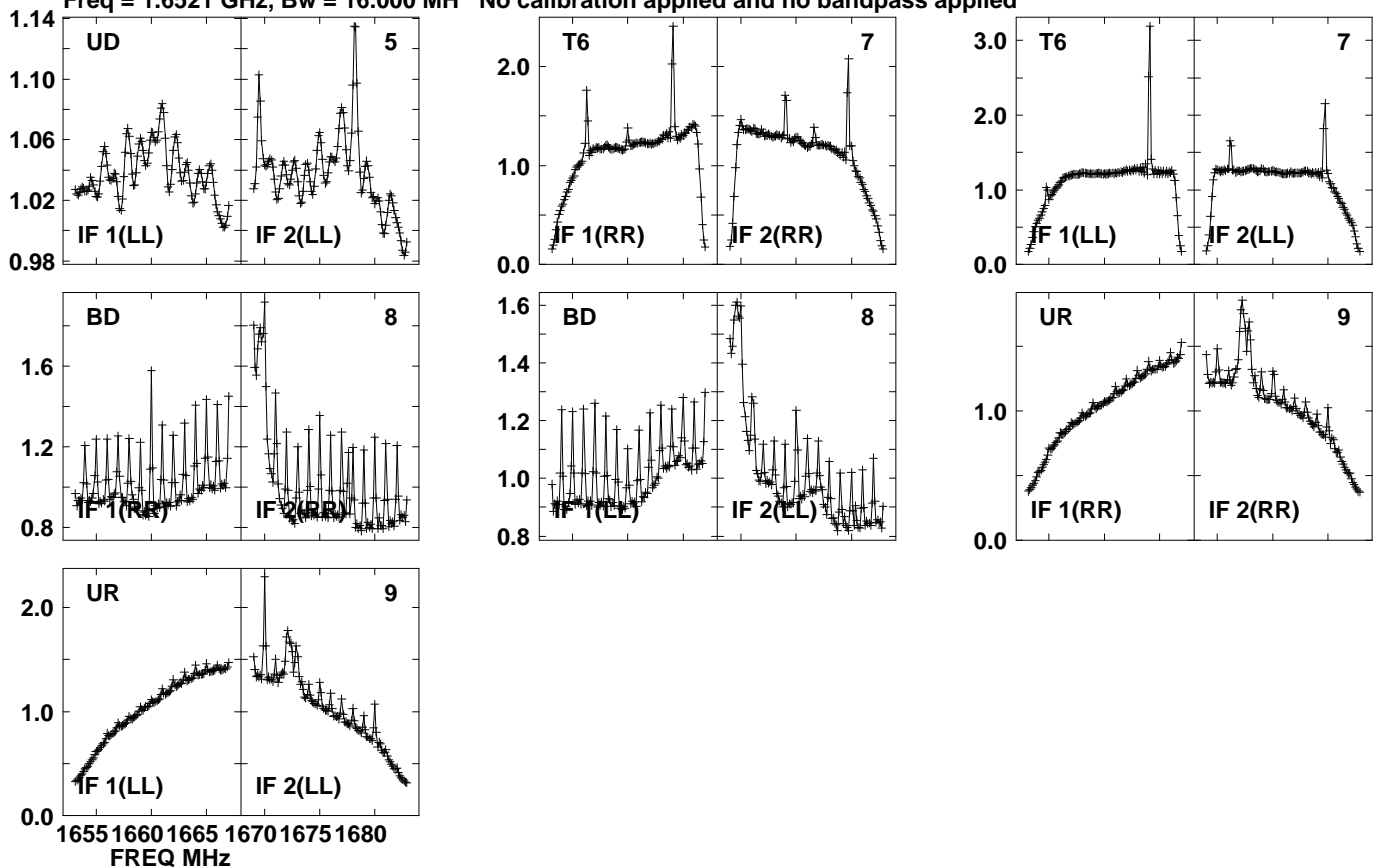 Freq = 1.6521 GHz, Bw = 16.000 MH No calibration applied and no bandpass applied
1.14
1.10
1.06
1.02
0.98
UD
5
IF 1(LL)
IF 2(LL)
2.0
1.0
0.0
T6
7
IF 1(RR)
IF 2(RR)
3.0
2.0
1.0
0.0
T6
7
IF 1(LL)
IF 2(LL)
1.6
1.2
1.0
0.8
BD
8
IF 1(RR)
IF 2(RR)
1.6
1.4
1.2
1.0
0.8
BD
8
IF 1(LL)
IF 2(LL)
1.0
0.0
UR
9
IF 1(RR)
IF 2(RR)
2.0
1.0
0.0
UR
9
IF 1(LL)
IF 2(LL)
1655 1660 1665 1670 1675 1680
FREQ MHz